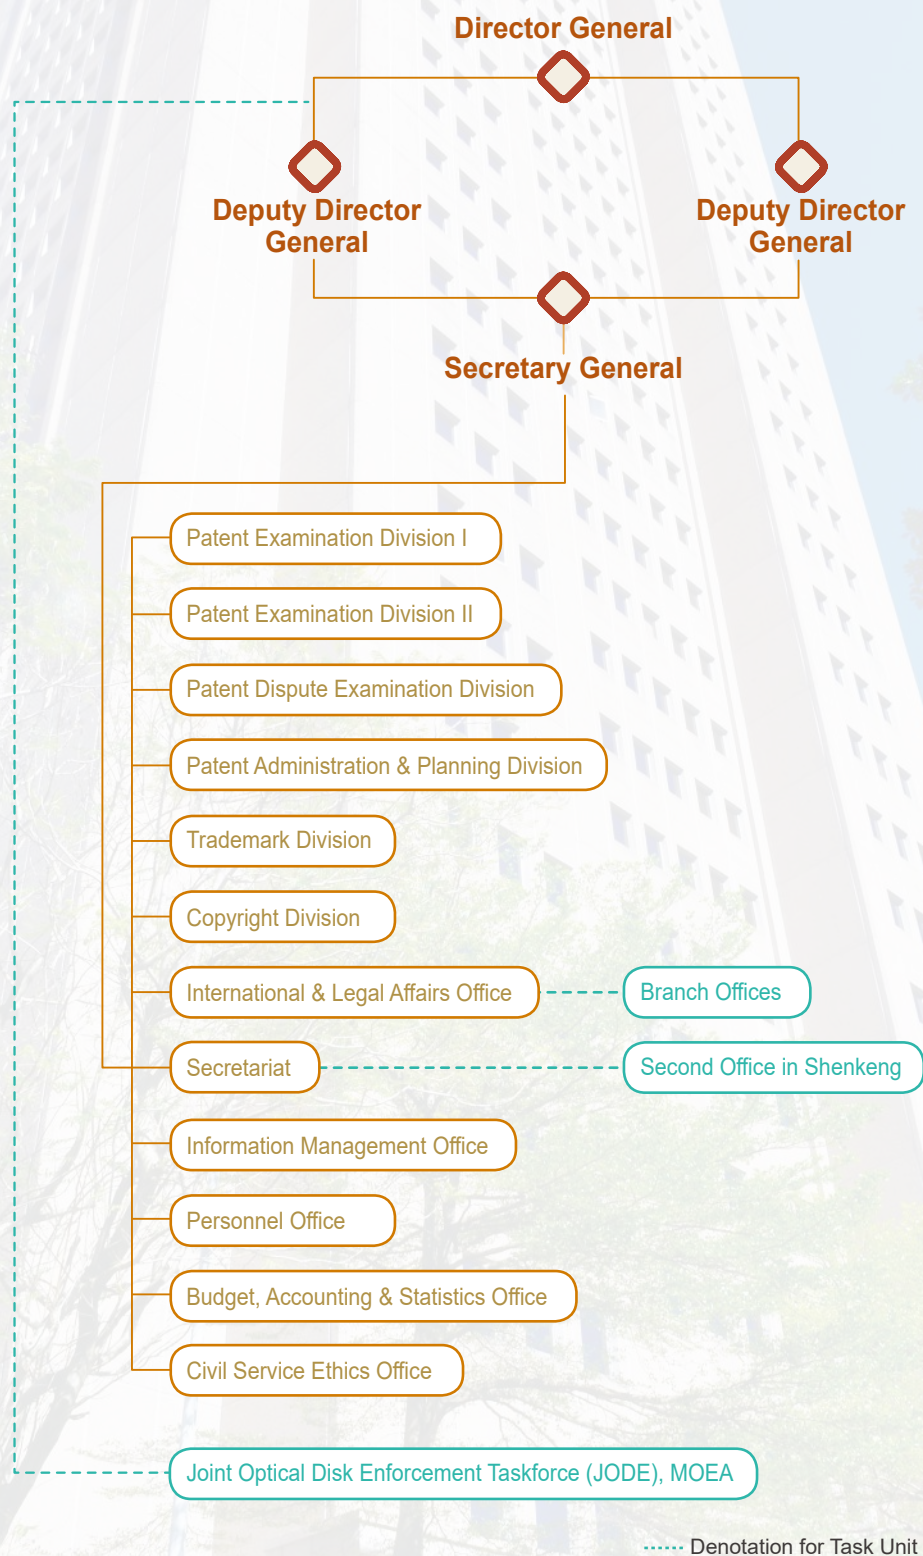 Director General
Deputy Director
General
Deputy Director
General
Secretary General
Patent Examination Division I
Patent Examination Division II
Patent Dispute Examination Division
Patent Administration & Planning Division
Trademark Division
Copyright Division
International & Legal Affairs Office
Branch Offices
Secretariat
Second Office in Shenkeng
Information Management Office
Personnel Office
Budget, Accounting & Statistics Office
Civil Service Ethics Office
Joint Optical Disk Enforcement Taskforce (JODE), MOEA
Denotation for Task Unit